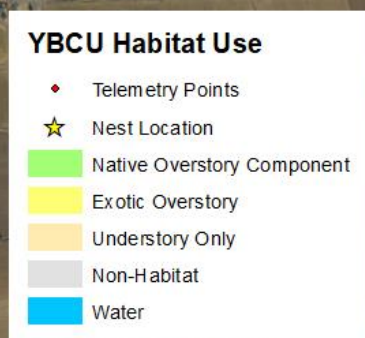 YBCU Habitat Use
Telemetry Points
Nest Location
Native Overstory Component
Exotic Overstory
Understory Only
Non-Habitat
Water